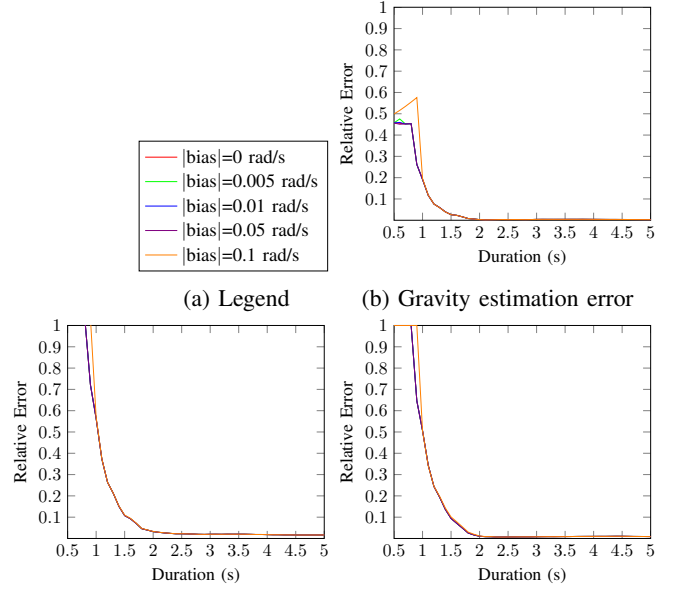 1
0.9
0.8
0.7
0.6
0.5
0.4
0.3
0.2
0.1
Relative Error
0.5 1 1.5 2 2.5 3 3.5 4 4.5 5
Duration (s)
|bias|=0 rad/s
|bias|=0.005 rad/s
|bias|=0.01 rad/s
|bias|=0.05 rad/s
|bias|=0.1 rad/s
(a) Legend
(b) Gravity estimation error
1
0.9
0.8
0.7
0.6
0.5
0.4
0.3
0.2
0.1
Relative Error
0.5 1 1.5 2 2.5 3 3.5 4 4.5 5
Duration (s)
1
0.9
0.8
0.7
0.6
0.5
0.4
0.3
0.2
0.1
Relative Error
0.5 1 1.5 2 2.5 3 3.5 4 4.5 5
Duration (s)